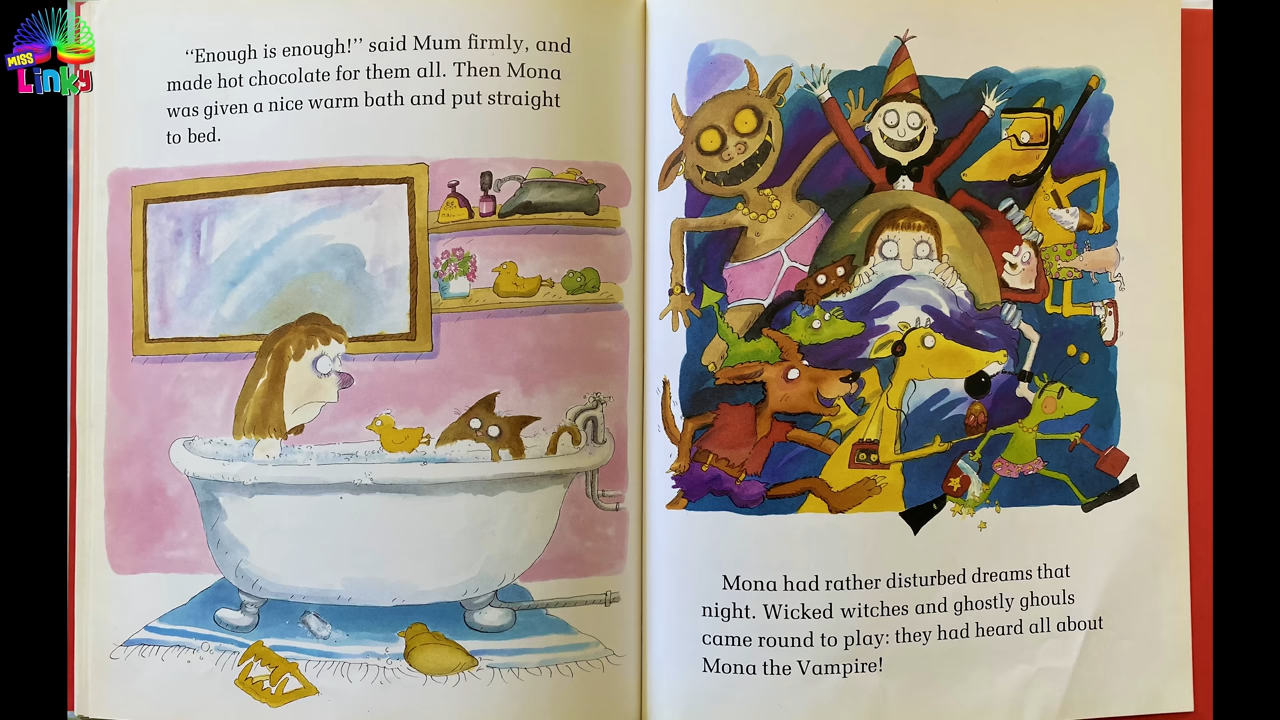 MISS
Linky
“Enough is enough!” said Mum firmly, and
made hot chocolate for them all. Then Mona
was given a nice warm bath and put straight
to bed.
Mona had rather disturbed dreams that
night. Wicked witches and ghostly ghouls
came round to play: they had heard all about
Mona the Vampire!